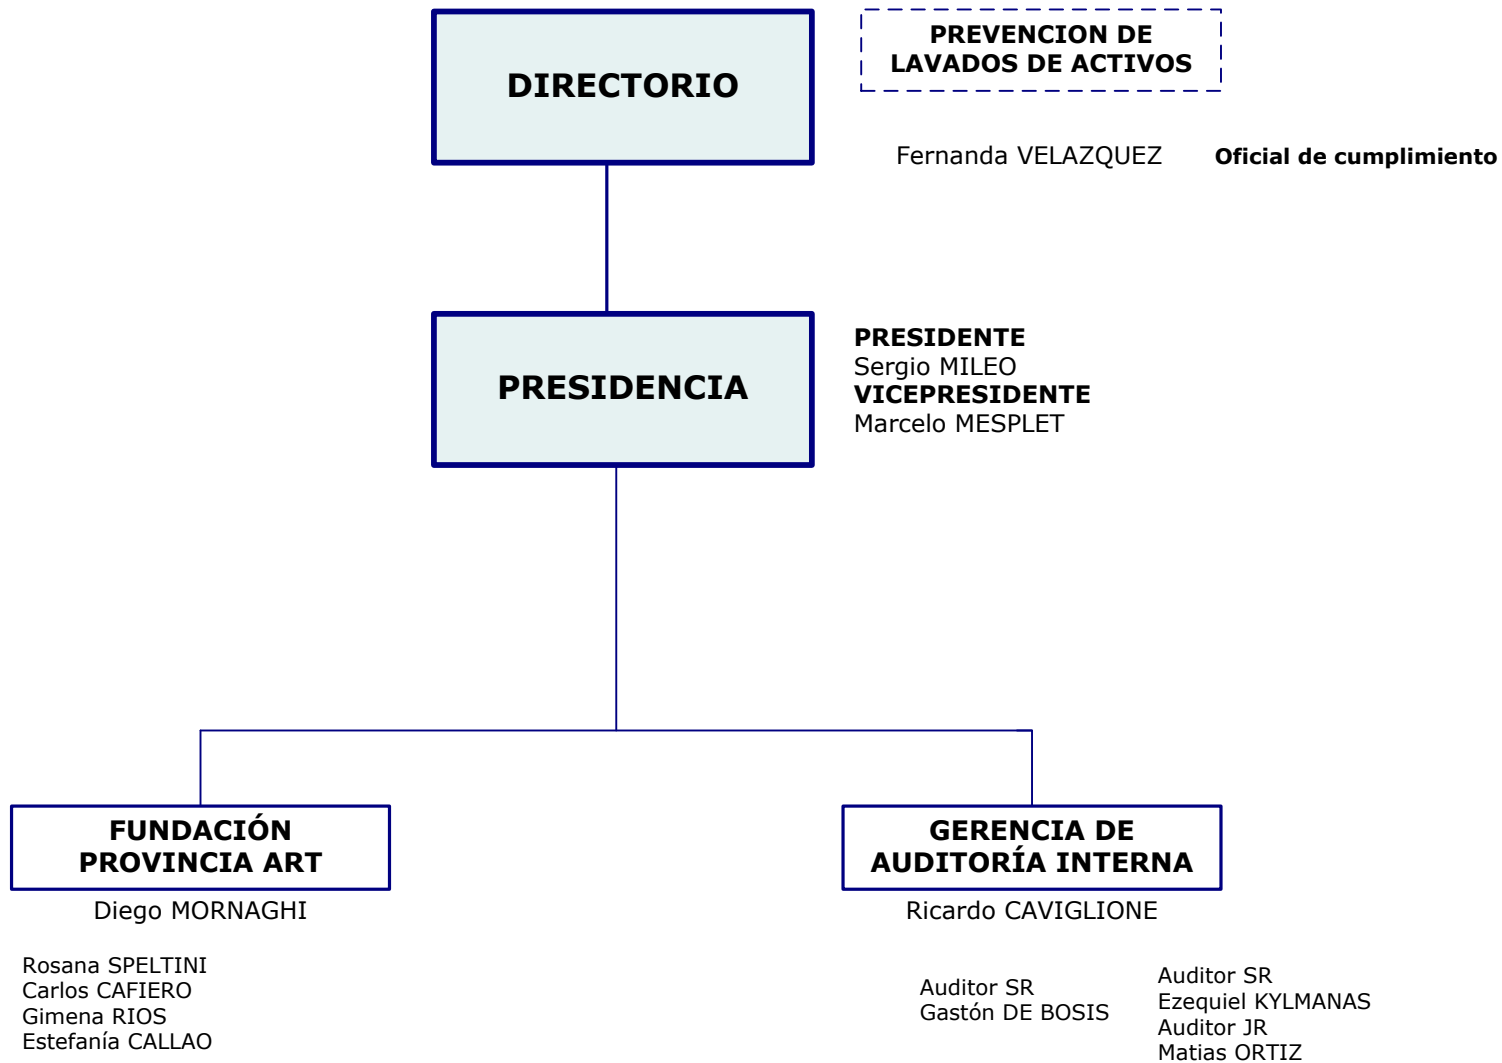 DIRECTORIO
PREVENCION DE
LAVADOS DE ACTIVOS
Fernanda VELAZQUEZ Oficial de cumplimiento
PRESIDENCIA
PRESIDENTE
Sergio MILEO
VICEPRESIDENTE
Marcelo MESPLET
FUNDACIÓN
PROVINCIA ART
Diego MORNAGHI
Rosana SPELTINI
Carlos CAFIERO
Gimena RIOS
Estefanía CALLAO
GERENCIA DE
AUDITORÍA INTERNA
Ricardo CAVIGLIONE
Auditor SR
Gastón DE BOSIS
Auditor SR
Ezequiel KYLMANAS
Auditor JR
Matias ORTIZ